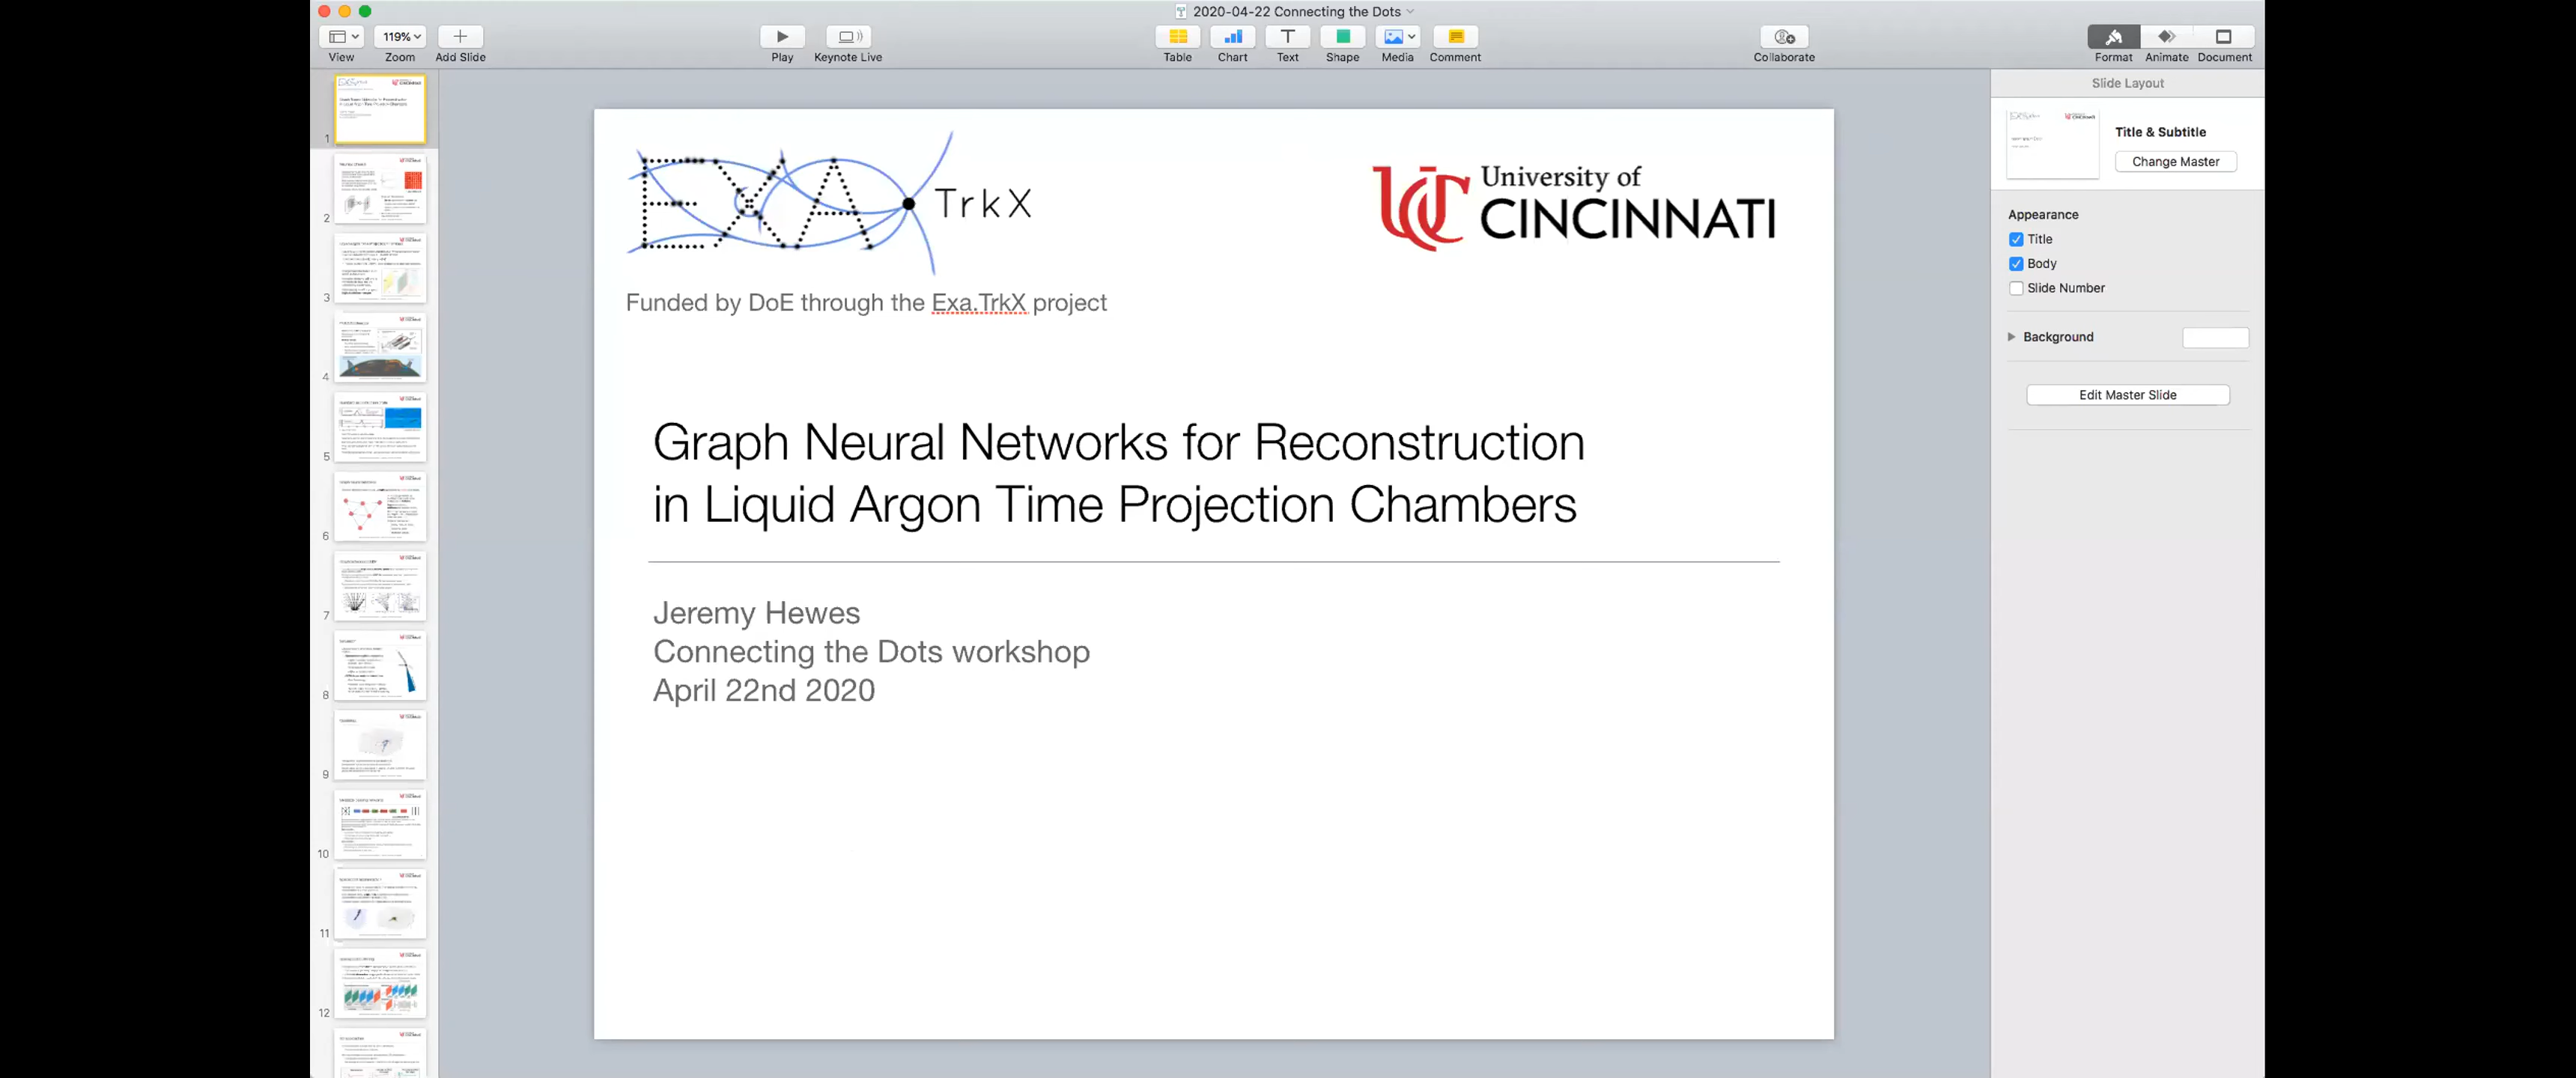 2020-04-22 Connecting the Dots
119%
View
Zoom
Add Slide
Play
Keynote Live
Table
Chart
Text
Shape
Media
Comment
Collaborate
Format
Animate
Document
1
2
3
4
5
6
7
8
9
10
11
12
EXA TrkX
University of
CINCINNATI
Funded by DoE through the Exa.TrkX project
Graph Neural Networks for Reconstruction
in Liquid Argon Time Projection Chambers
Jeremy Hewes
Connecting the Dots workshop
April 22nd 2020
Slide Layout
Title & Subtitle
Change Master
Appearance
Title
Body
Slide Number
Background
Edit Master Slide